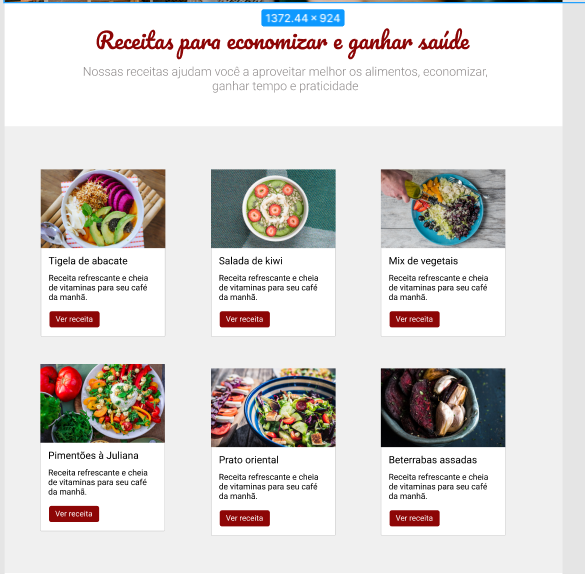 1372.44 × 924
Receitas para economizar e ganhar saúde
Nossas receitas ajudam você a aproveitar melhor os alimentos, economizar,
ganhar tempo e praticidade
Tigela de abacate
Receita refrescante e cheia
de vitaminas para seu café
da manhã.
Ver receita
Salada de kiwi
Receita refrescante e cheia
de vitaminas para seu café
da manhã.
Ver receita
Mix de vegetais
Receita refrescante e cheia
de vitaminas para seu café
da manhã.
Ver receita
Pimentões à Juliana
Receita refrescante e cheia
de vitaminas para seu café
da manhã.
Ver receita
Prato oriental
Receita refrescante e cheia
de vitaminas para seu café
da manhã.
Ver receita
Beterrabas assadas
Receita refrescante e cheia
de vitaminas para seu café
da manhã.
Ver receita